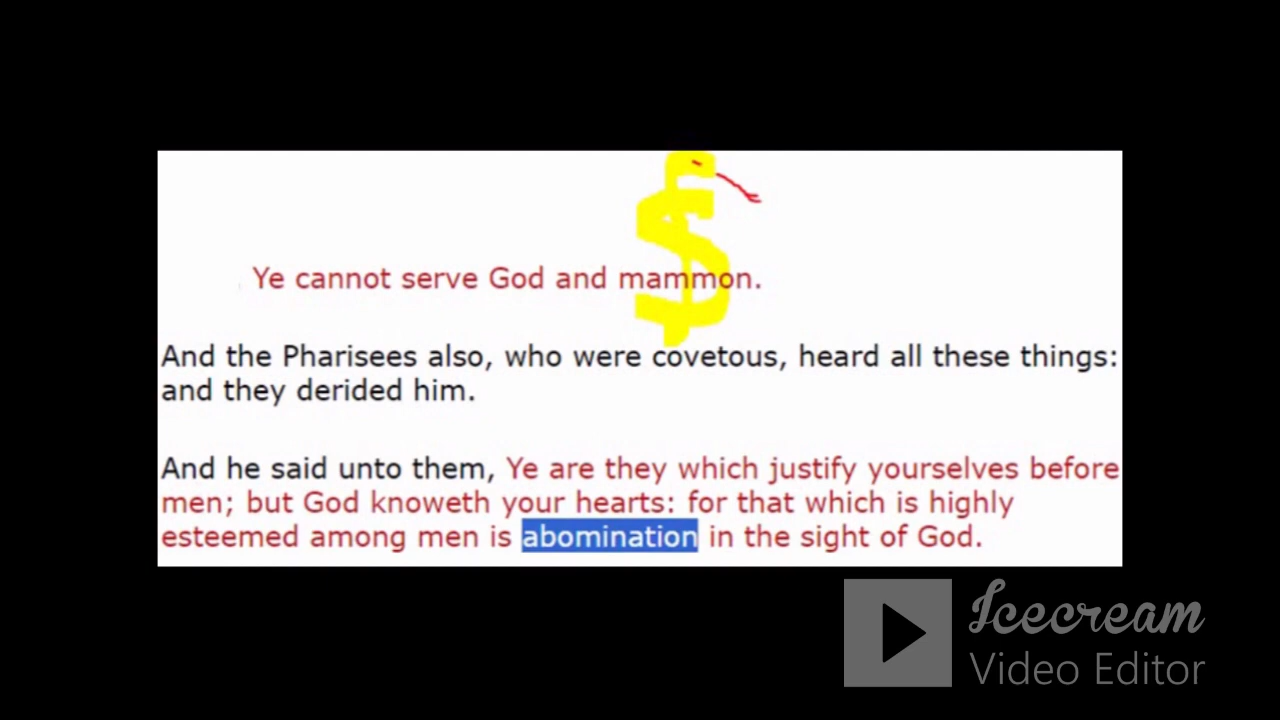 $
Ye cannot serve God and mammon.
And the Pharisees also, who were covetous, heard all these things:
and they derided him.
And he said unto them, Ye are they which justify yourselves before
men; but God knoweth your hearts: for that which is highly
esteemed among men is abomination in the sight of God.
Icecream
Video Editor